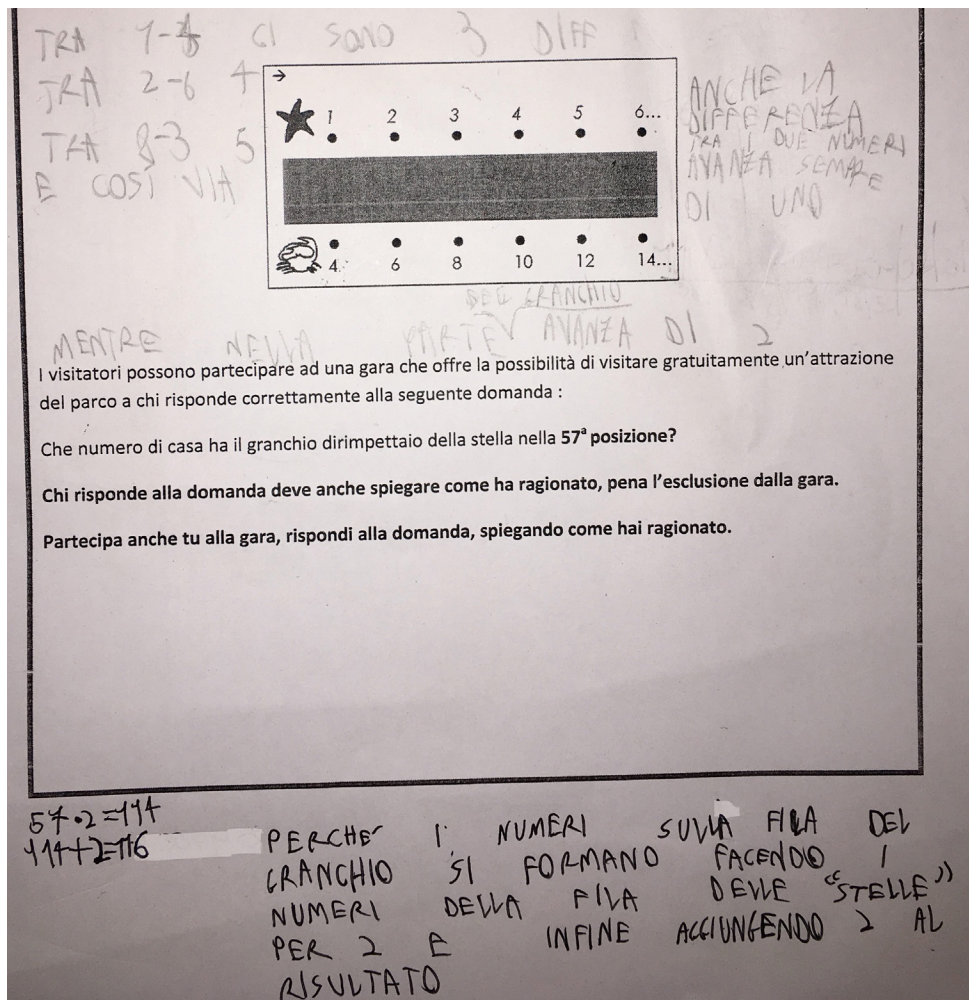 TRA 1-4 CI SONO 3 DIFF
TRA 2-6 4
TRA 8-3 5
E COSÌ VIA
→
1 2 3 4 5 6...
4 6 8 10 12 14...
ANCHE LA
DIFFERENZA
TRA I DUE NUMERI
AVANZA SEMPRE
DI UNO
DEL GRANCHIO
MENTRE NELLA PARTE AVANZA DI 2
I visitatori possono partecipare ad una gara che offre la possibilità di visitare gratuitamente un'attrazione
del parco a chi risponde correttamente alla seguente domanda :
Che numero di casa ha il granchio dirimpettaio della stella nella 57ª posizione?
Chi risponde alla domanda deve anche spiegare come ha ragionato, pena l'esclusione dalla gara.
Partecipa anche tu alla gara, rispondi alla domanda, spiegando come hai ragionato.
57•2=114
114+2=116
PERCHE´ I NUMERI SULLA FILA DEL
GRANCHIO SI FORMANO FACENDO I
NUMERI DELLA FILA DELLE "STELLE"
PER 2 E INFINE AGGIUNGENDO 2 AL
RISULTATO